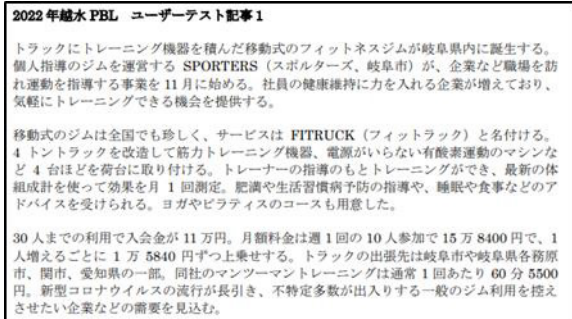 2022 年越水 PBL ユーザーテスト記事 1
トラックにトレーニング機器を積んだ移動式のフィットネスジムが岐阜県内に誕生する。
個人指導のジムを運営する SPORTERS（スポルターズ、岐阜市）が、企業など職場を訪
れ運動を指導する事業を 11 月に始める。社員の健康維持に力を入れる企業が増えており、
気軽にトレーニングできる機会を提供する。
移動式のジムは全国でも珍しく、サービスは FITRUCK（フィットラック）と名付ける。
4 トントラックを改造して筋力トレーニング機器、電源がいらない有酸素運動のマシンな
ど 4 台ほどを荷台に取り付ける。トレーナーの指導のもとトレーニングができ、最新の体
組成計を使って効果を月 1 回測定。肥満や生活習慣病予防の指導や、睡眠や食事などのア
ドバイスを受けられる。ヨガやピラティスのコースも用意した。
30 人までの利用で入会金が 11 万円。月額料金は週 1 回の 10 人参加で 15 万 8400 円で、1
人増えるごとに 1 万 5840 円ずつ上乗せする。トラックの出張先は岐阜市や岐阜県各務原
市、関市、愛知県の一部。同社のマンツーマントレーニングは通常 1 回あたり 60 分 5500
円。新型コロナウイルスの流行が長引き、不特定多数が出入りする一般のジム利用を控え
させたい企業などの需要を見込む。